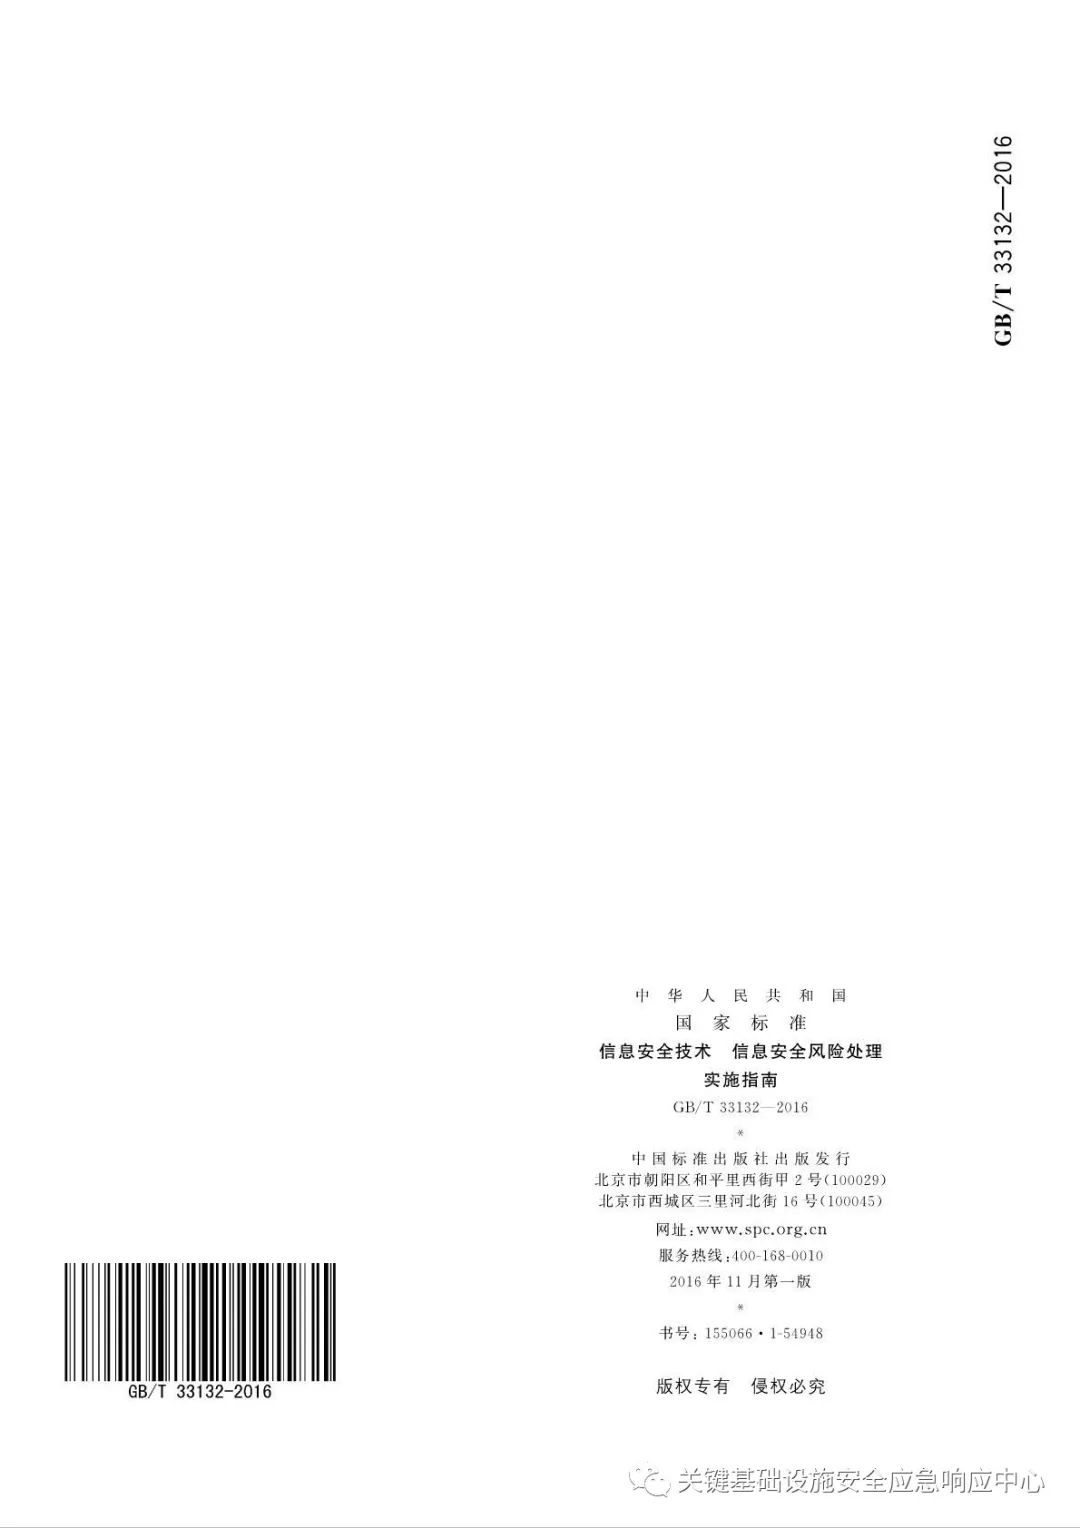 GB/T 33132—2016
中华人民共和国
国家标准
信息安全技术 信息安全风险处理
实施指南
GB/T 33132—2016
*
中国标准出版社出版发行
北京市朝阳区和平里西街甲2号(100029)
北京市西城区三里河北街16号(100045)
网址:www.spc.org.cn
服务热线:400-168-0010
2016年11月第一版
*
书号: 155066·1-54948
版权专有 侵权必究
GB/T 33132-2016
关键基础设施安全应急响应中心